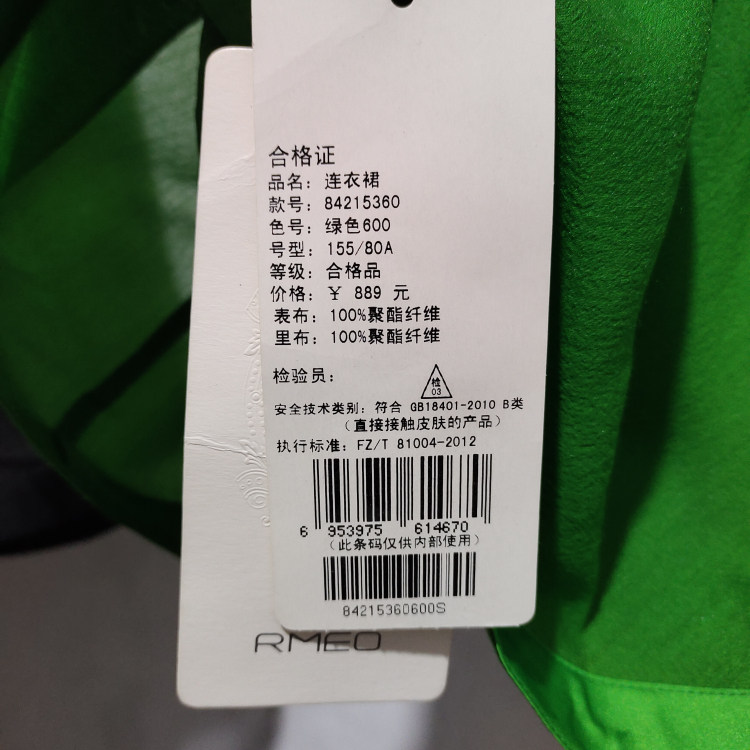 合格证
品名：连衣裙
款号：84215360
色号：绿色600
号型：155/80A
等级：合格品
价格：￥ 889 元
表布：100%聚酯纤维
里布：100%聚酯纤维
检验员：
检
03
安全技术类别：符合 GB18401-2010 B类
（直接接触皮肤的产品）
执行标准：FZ/T 81004-2012
6 953975 614670
（此条码仅供内部使用）
84215360600S
RMEO